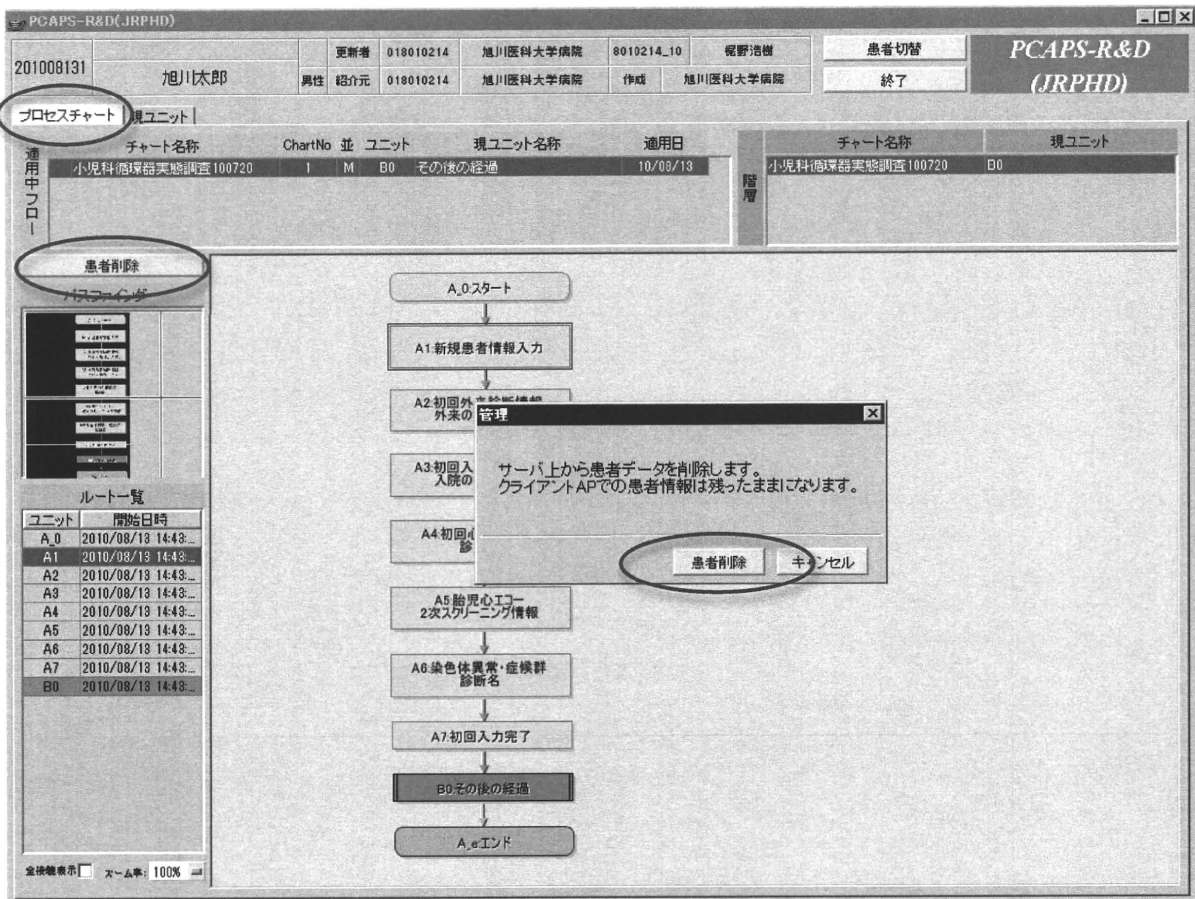 PCAPS-R&D(JRPHD)
201008131
旭川太郎
男性
更新者 018010214 旭川医科大学病院 8010214_10 梶野浩樹
紹介元 018010214 旭川医科大学病院 作成 旭川医科大学病院
患者切替
終了
PCAPS-R&D
(JRPHD)
プロセスチャート 現ユニット
適用中フロー
チャート名称 ChartNo 並 ユニット 現ユニット名称 適用日
小児科循環器実態調査100720 1 M B0 その後の経過 10/08/13
階層
チャート名称 現ユニット
小児科循環器実態調査100720 B0
患者削除
パスファインダ
ルート一覧
ユニット 開始日時
A_0 2010/08/13 14:43:...
A1 2010/08/13 14:43:...
A2 2010/08/13 14:43:...
A3 2010/08/13 14:43:...
A4 2010/08/13 14:43:...
A5 2010/08/13 14:43:...
A6 2010/08/13 14:43:...
A7 2010/08/13 14:43:...
B0 2010/08/13 14:43:...
全接続表示 ズーム率: 100%
A_0:スタート
A1:新規患者情報入力
A2:初回外来診断情報
外来の
A3:初回入
入院の
A4:初回心
診
A5:胎児心エコー
2次スクリーニング情報
A6:染色体異常・症候群
診断名
A7:初回入力完了
B0:その後の経過
A_e:エンド
管理
サーバ上から患者データを削除します。
クライアントAPでの患者情報は残ったままになります。
患者削除 キャンセル